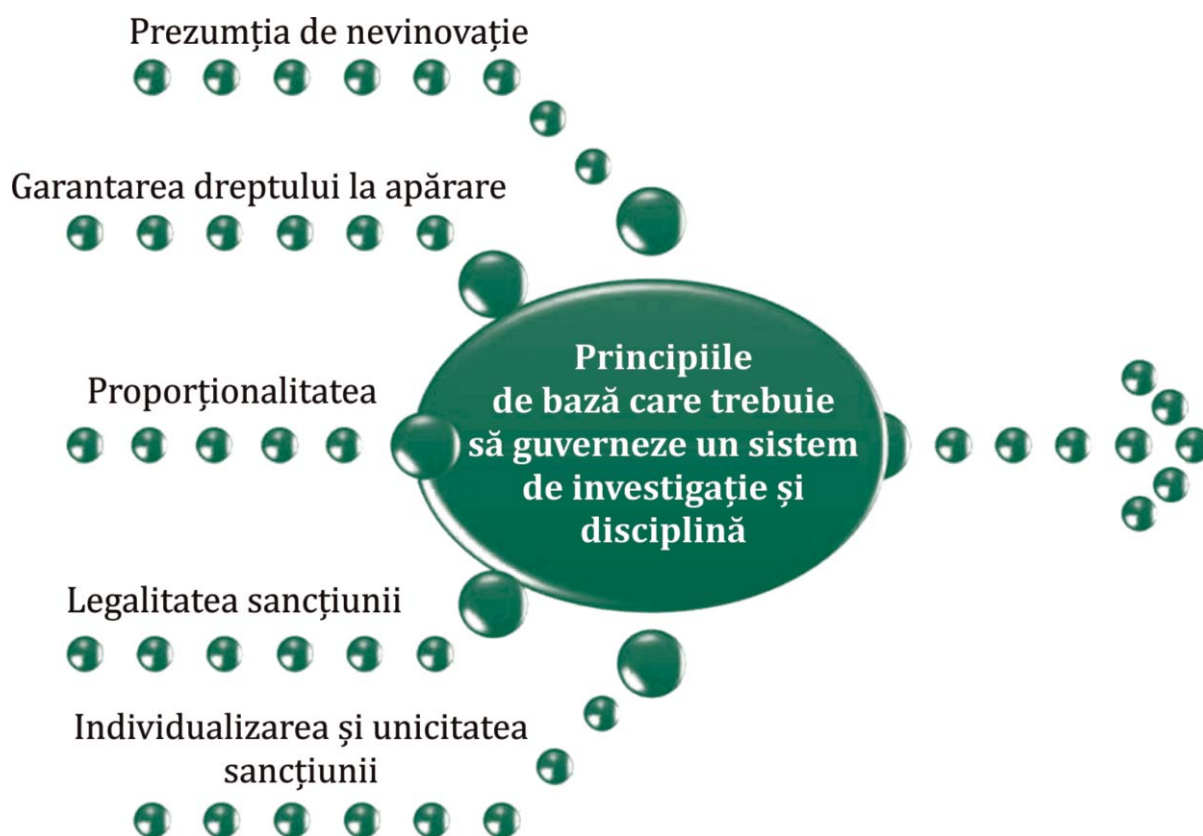 Prezumția de nevinovație
Garantarea dreptului la apărare
Proporționalitatea
Principiile
de bază care trebuie
să guverneze un sistem
de investigație și
disciplină
Legalitatea sancțiunii
Individualizarea și unicitatea
sancțiunii